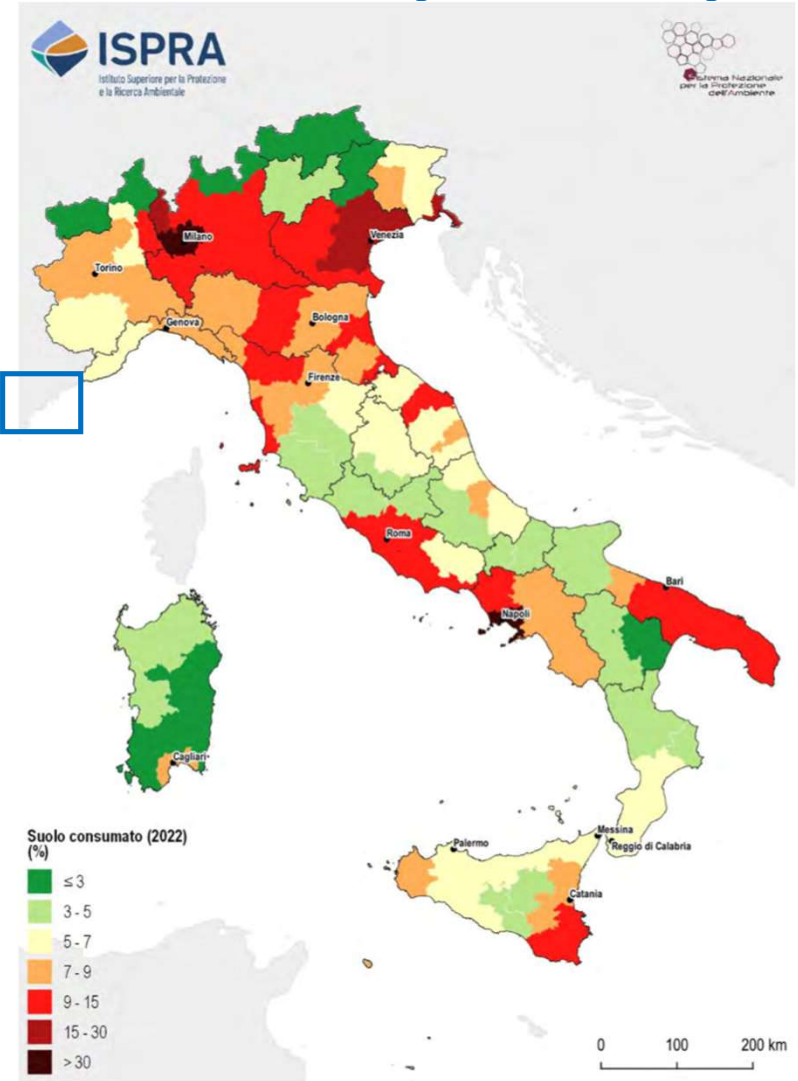 ISPRA
Istituto Superiore per la Protezione
e la Ricerca Ambientale
Sistema Nazionale
per la Protezione
dell'Ambiente
Milano
Venezia
Torino
Genova
Bologna
Firenze
Roma
Bari
Napoli
Cagliari
Messina
Palermo
Reggio di Calabria
Catania
Suolo consumato (2022)
(%)
≤ 3
3 - 5
5 - 7
7 - 9
9 - 15
15 - 30
> 30
0 100 200 km